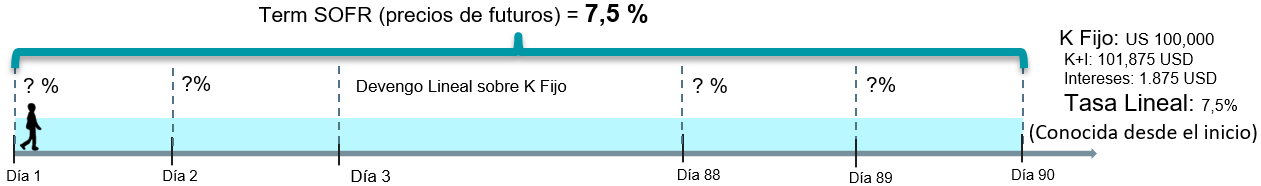 Term SOFR (precios de futuros) = 7,5 %
K Fijo: US 100,000
K+I: 101,875 USD
Intereses: 1.875 USD
Tasa Lineal: 7,5%
(Conocida desde el inicio)
? %
?%
Devengo Lineal sobre K Fijo
? %
?%
Día 1
Día 2
Día 3
Día 88
Día 89
Día 90